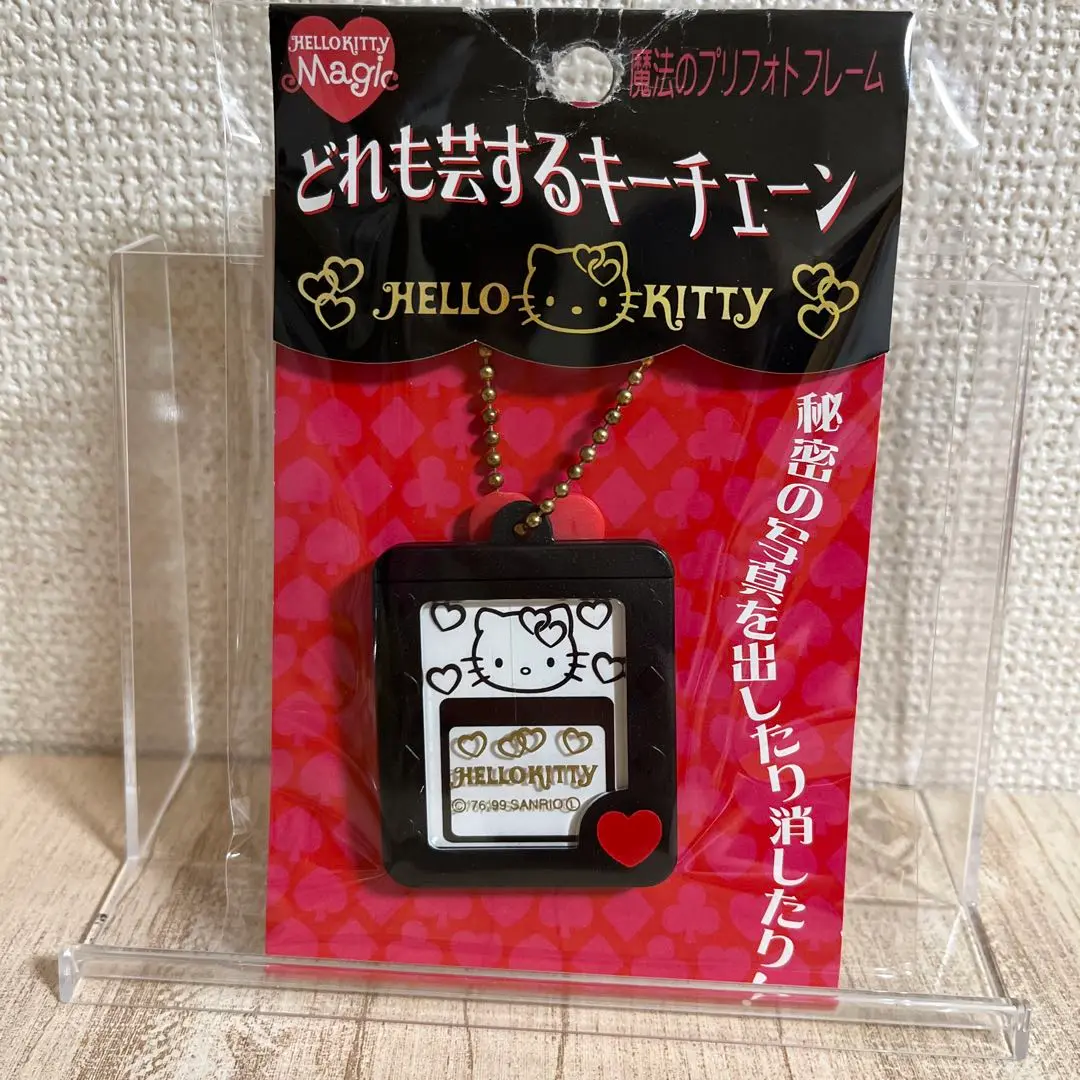 HELLO KITTY
Magic
魔法のプリフォトフレーム
どれも芸するキーチェーン
HELLO KITTY
秘密の写真を出したり消したり!
HELLO KITTY
©'76,'99 SANRIO Ⓛ